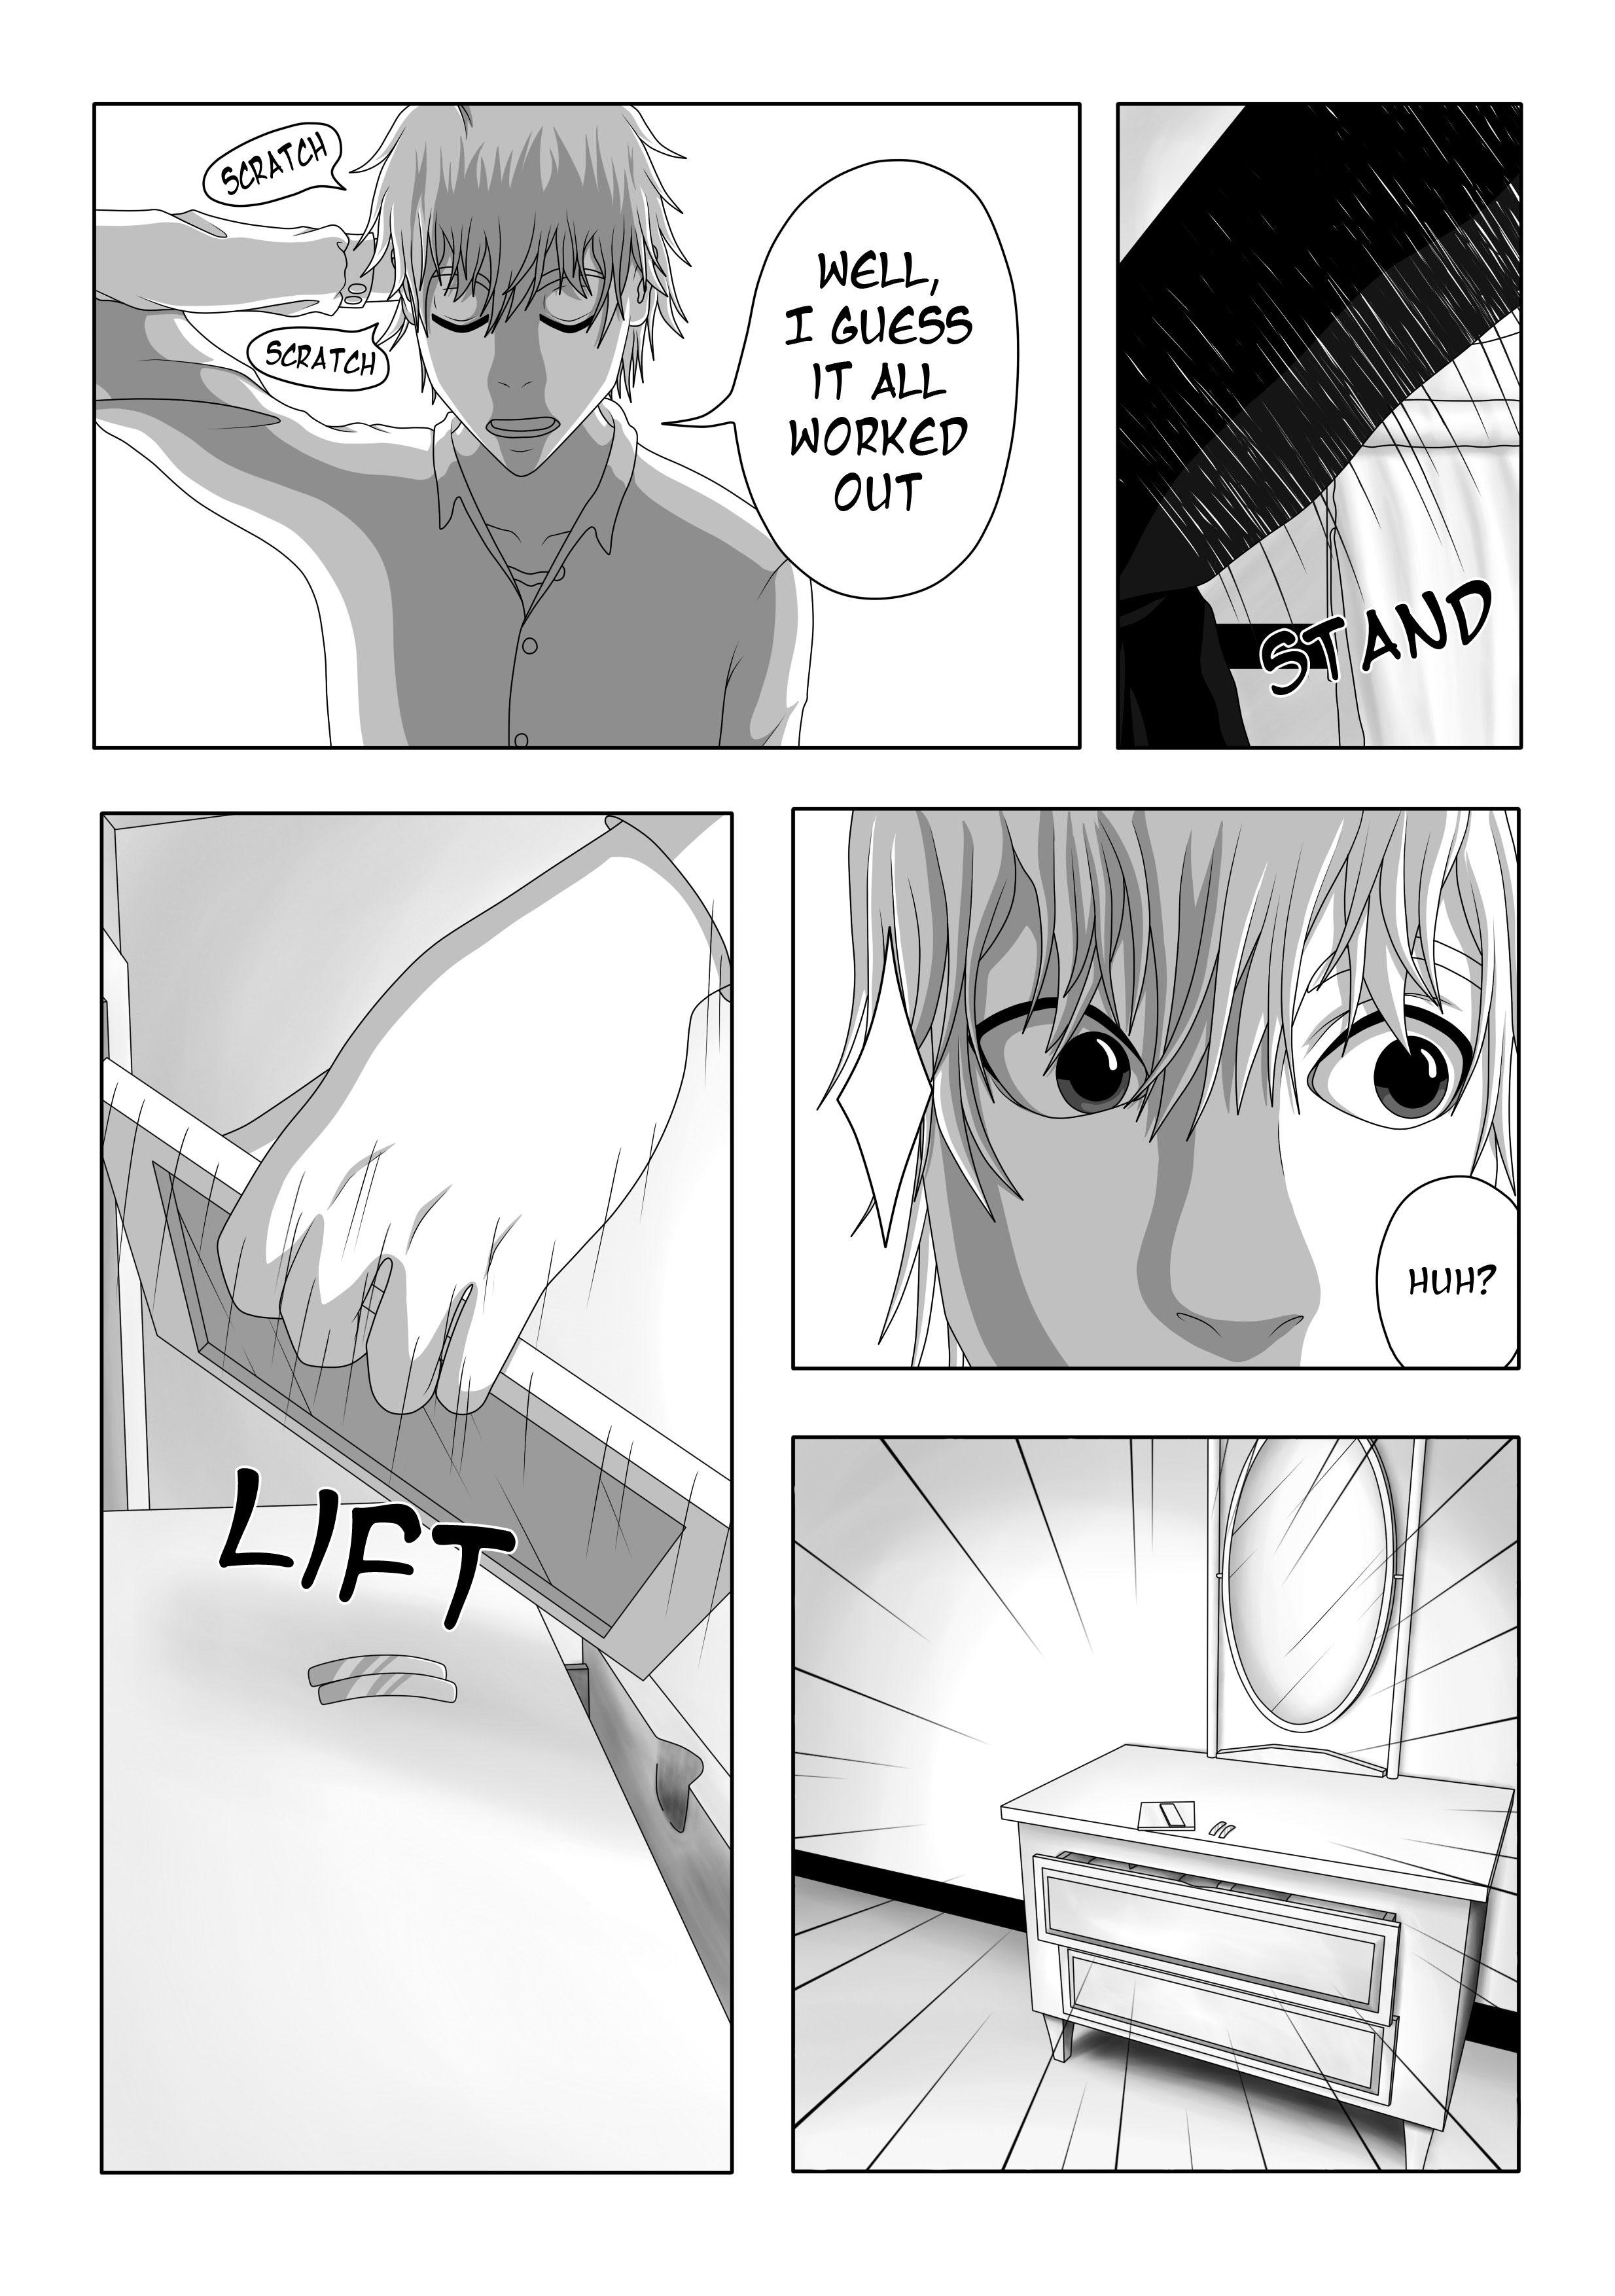 STAND
WELL,
I GUESS
IT ALL
WORKED
OUT
SCRATCH
SCRATCH
HUH?
LIFT